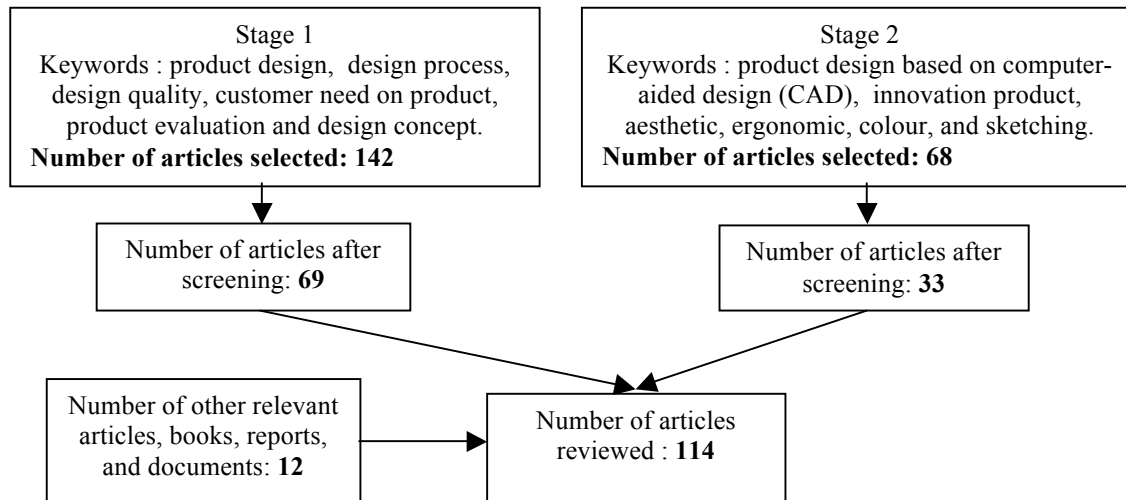 Stage 1
Keywords : product design, design process,
design quality, customer need on product,
product evaluation and design concept.
Number of articles selected: 142
Stage 2
Keywords : product design based on computer-
aided design (CAD), innovation product,
aesthetic, ergonomic, colour, and sketching.
Number of articles selected: 68
Number of articles after
screening: 69
Number of articles after
screening: 33
Number of other relevant
articles, books, reports,
and documents: 12
Number of articles
reviewed : 114